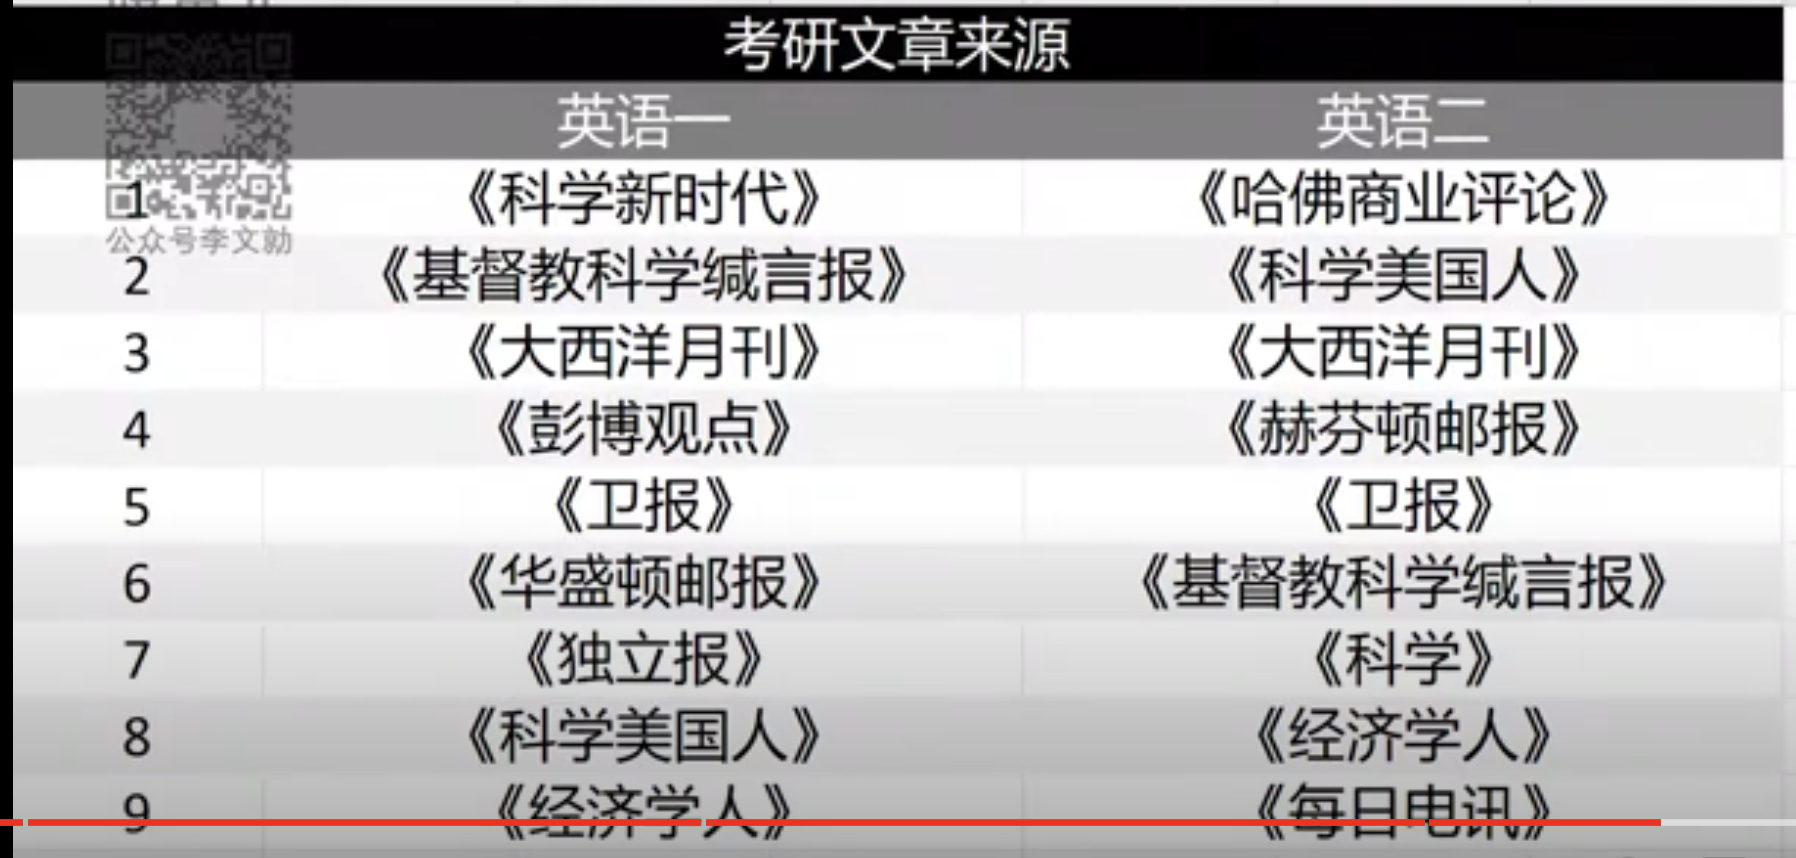 考研文章来源
英语一 英语二
1 《科学新时代》 《哈佛商业评论》
公众号李文勍
2 《基督教科学缄言报》 《科学美国人》
3 《大西洋月刊》 《大西洋月刊》
4 《彭博观点》 《赫芬顿邮报》
5 《卫报》 《卫报》
6 《华盛顿邮报》 《基督教科学缄言报》
7 《独立报》 《科学》
8 《科学美国人》 《经济学人》
9 《经济学人》 《每日电讯》